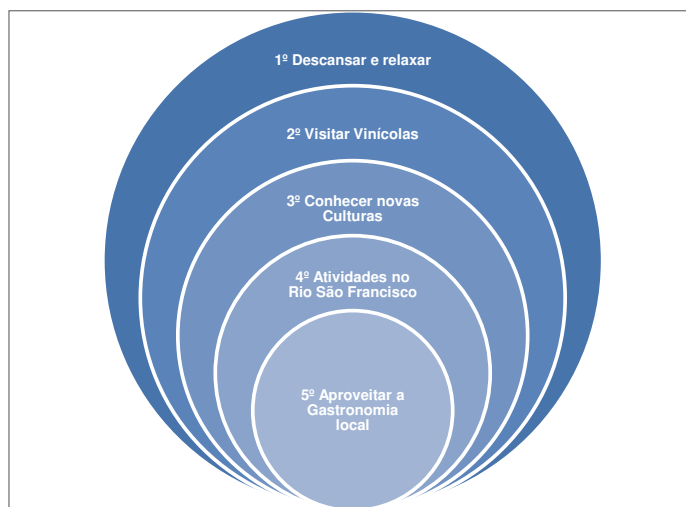 1º Descansar e relaxar
2º Visitar Vinícolas
3º Conhecer novas
Culturas
4º Atividades no
Rio São Francisco
5º Aproveitar a
Gastronomia
local